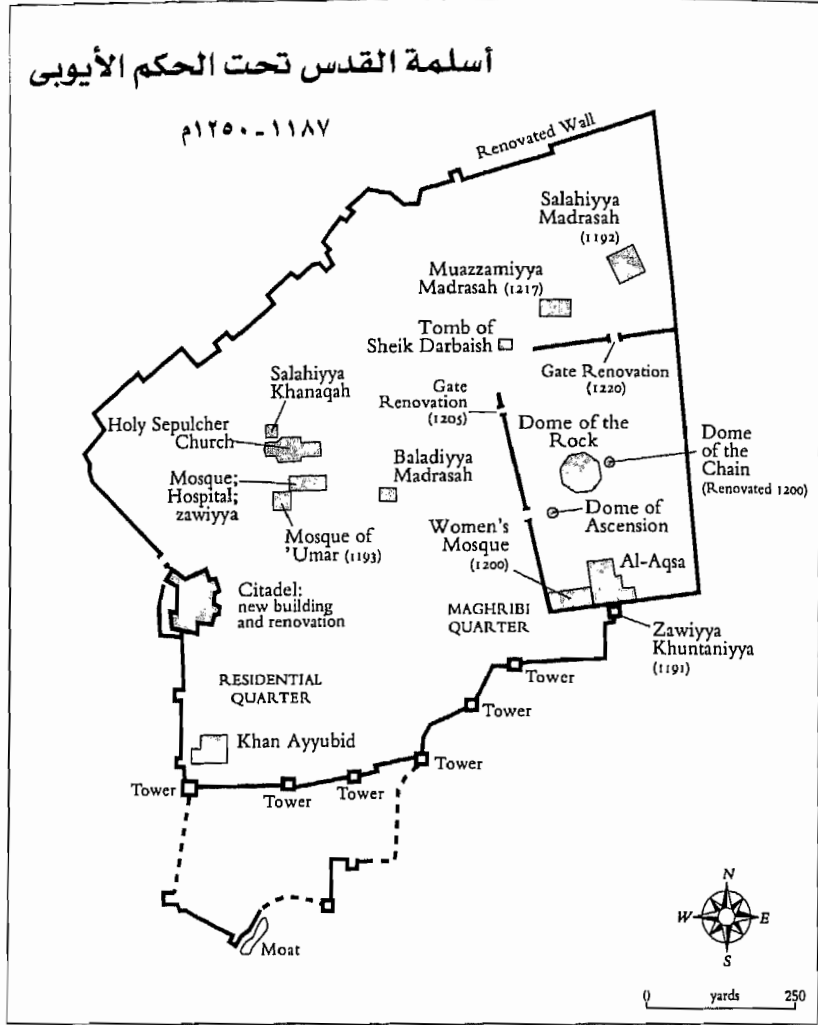 أسلمة القدس تحت الحكم الأيوبى
١١٨٧-١٢٥٠م
Renovated Wall
Salahiyya
Madrasah
(1192)
Muazzamiyya
Madrasah (1217)
Tomb of
Sheik Darbaish
Gate Renovation
(1220)
Salahiyya
Khanaqah
Gate
Renovation
(1205)
Holy Sepulcher
Church
Dome of the
Rock
Dome
of the
Chain
(Renovated 1200)
Baladiyya
Madrasah
Mosque;
Hospital;
zawiyya
Mosque of
'Umar (1193)
Dome of
Ascension
Women's
Mosque
(1200)
Al-Aqsa
Citadel:
new building
and renovation
MAGHRIBI
QUARTER
Zawiyya
Khuntaniyya
(1191)
RESIDENTIAL
QUARTER
Tower
Tower
Khan Ayyubid
Tower
Tower
Tower
Tower
Moat
N
W
E
S
0 yards 250